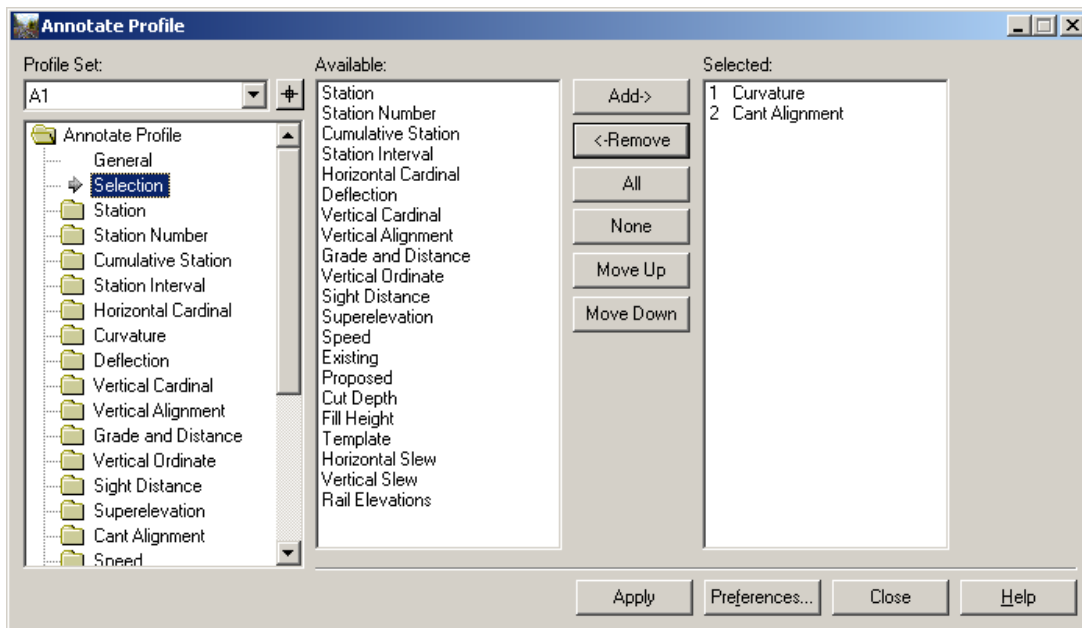 Annotate Profile
Profile Set:
A1
Annotate Profile
General
Selection
Station
Station Number
Cumulative Station
Station Interval
Horizontal Cardinal
Curvature
Deflection
Vertical Cardinal
Vertical Alignment
Grade and Distance
Vertical Ordinate
Sight Distance
Superelevation
Cant Alignment
Speed
Available:
Station
Station Number
Cumulative Station
Station Interval
Horizontal Cardinal
Deflection
Vertical Cardinal
Vertical Alignment
Grade and Distance
Vertical Ordinate
Sight Distance
Superelevation
Speed
Existing
Proposed
Cut Depth
Fill Height
Template
Horizontal Slew
Vertical Slew
Rail Elevations
Add->
<-Remove
All
None
Move Up
Move Down
Selected:
1 Curvature
2 Cant Alignment
Apply
Preferences...
Close
Help